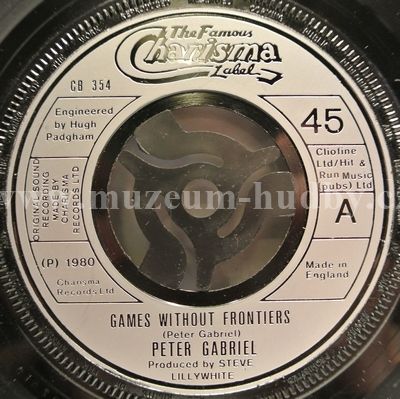 The Famous
Charisma
Label
CB 354
Engineered
by Hugh
Padgham
45
Chofine
Ltd/Hit &
Run Music
(pubs) Ltd
ORIGINAL SOUND
RECORDING
MADE BY
CHARISMA
RECORDS LTD
A
www.muzeum-hudby.c
(P) 1980
Charisma
Records Ltd
Made in
England
GAMES WITHOUT FRONTIERS
(Peter Gabriel)
PETER GABRIEL
Produced by STEVE
LILLYWHITE